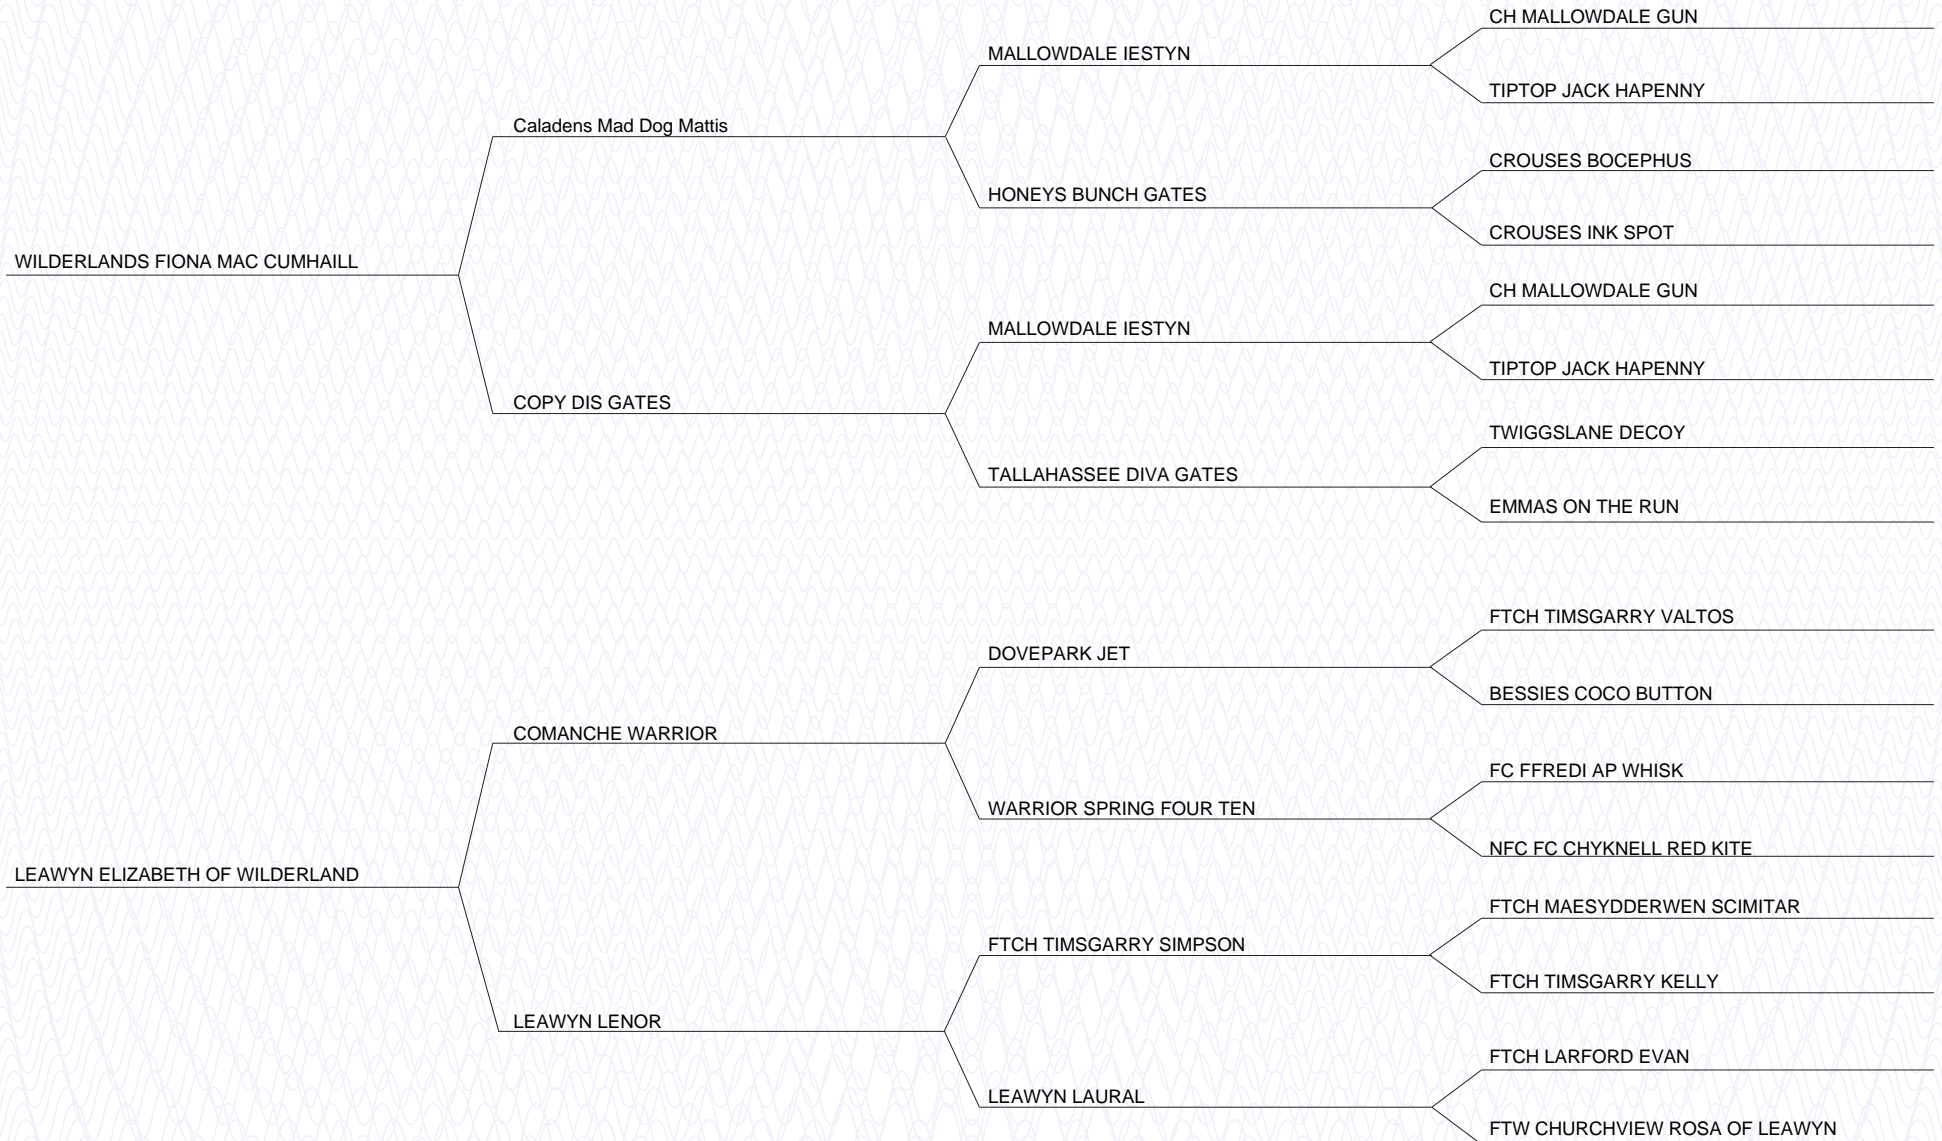 CH MALLOWDALE GUN
MALLOWDALE IESTYN
TIPTOP JACK HAPENNY
Caladens Mad Dog Mattis
CROUSES BOCEPHUS
HONEYS BUNCH GATES
CROUSES INK SPOT
WILDERLANDS FIONA MAC CUMHAILL
CH MALLOWDALE GUN
MALLOWDALE IESTYN
TIPTOP JACK HAPENNY
COPY DIS GATES
TWIGGSLANE DECOY
TALLAHASSEE DIVA GATES
EMMAS ON THE RUN
FTCH TIMSGARRY VALTOS
DOVEPARK JET
BESSIES COCO BUTTON
COMANCHE WARRIOR
FC FFREDI AP WHISK
WARRIOR SPRING FOUR TEN
NFC FC CHYKNELL RED KITE
LEAWYN ELIZABETH OF WILDERLAND
FTCH MAESYDDERWEN SCIMITAR
FTCH TIMSGARRY SIMPSON
FTCH TIMSGARRY KELLY
LEAWYN LENOR
FTCH LARFORD EVAN
LEAWYN LAURAL
FTW CHURCHVIEW ROSA OF LEAWYN